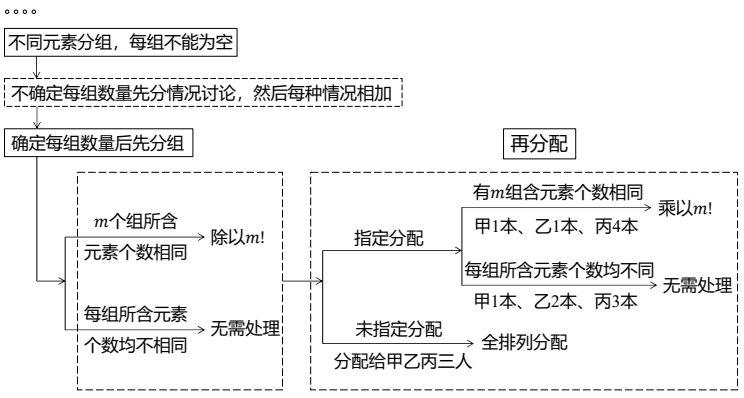 。。。。
不同元素分组，每组不能为空
不确定每组数量先分情况讨论，然后每种情况相加
确定每组数量后先分组
再分配
m个组所含
元素个数相同
除以m!
每组所含元素
个数均不相同
无需处理
指定分配
有m组含元素个数相同
甲1本、乙1本、丙4本
乘以m!
每组所含元素个数均不同
甲1本、乙2本、丙3本
无需处理
未指定分配
分配给甲乙丙三人
全排列分配